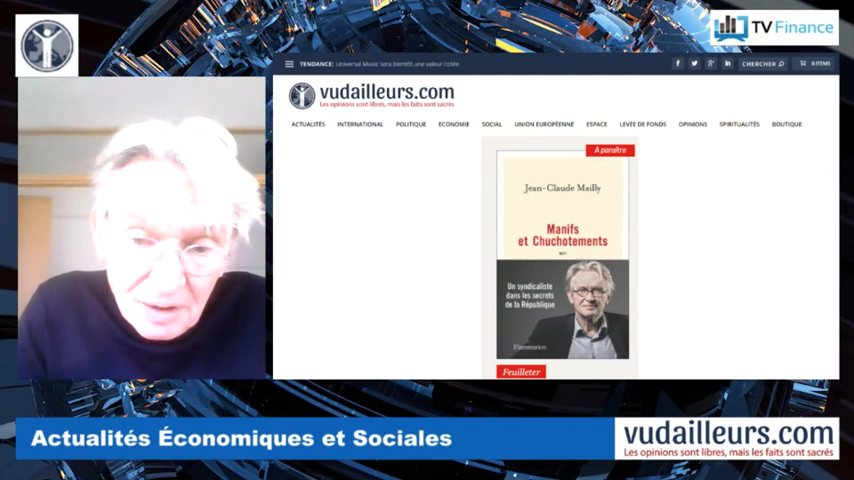 TV Finance
TENDANCE: Universal Music sera bientôt une valeur cotée
CHERCHER
0 ITEMS
vudailleurs.com
Les opinions sont libres, mais les faits sont sacrés
ACTUALITÉS INTERNATIONAL POLITIQUE ECONOMIE SOCIAL UNION EUROPÉENNE ESPACE LEVÉE DE FONDS OPINIONS SPIRITUALITÉS BOUTIQUE
À paraître
Jean-Claude Mailly
Manifs
et Chuchotements
Un syndicaliste
dans les secrets
de la République
Flammarion
Feuilleter
Actualités Économiques et Sociales
vudailleurs.com
Les opinions sont libres, mais les faits sont sacrés